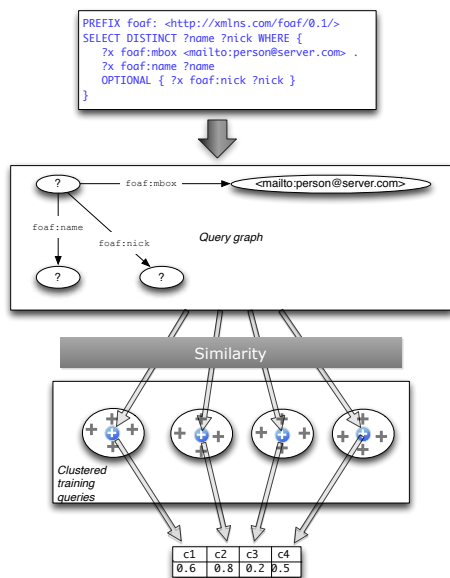 PREFIX foaf: <http://xmlns.com/foaf/0.1/>
SELECT DISTINCT ?name ?nick WHERE {
?x foaf:mbox <mailto:person@server.com> .
?x foaf:name ?name
OPTIONAL { ?x foaf:nick ?nick }
}
? foaf:mbox <mailto:person@server.com>
foaf:name
foaf:nick
Query graph
? ?
Similarity
Clustered
training
queries
c1 c2 c3 c4
0.6 0.8 0.2 0.5